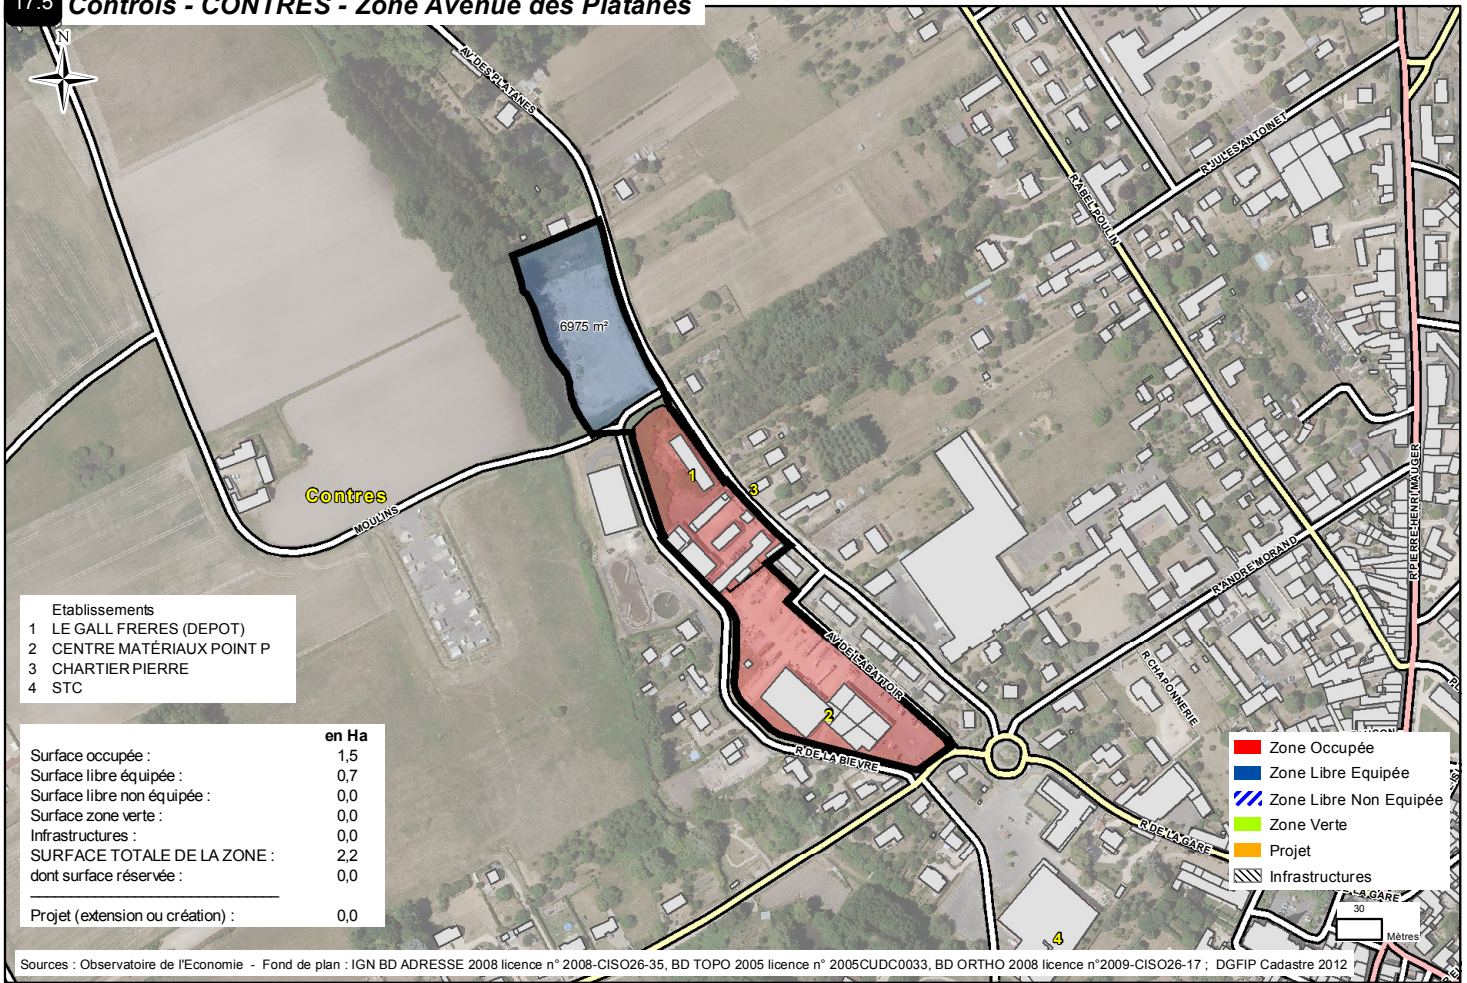 17.5 Controis - CONTRES - Zone Avenue des Platanes
N
AV DES PLATANES
R JULES ANTOINET
R ABEL POULIN
6975 m²
1
3
Contres
MOULINS
R PIERRE-HENRI MAUGER
R ANDRE MORAND
Etablissements
1 LE GALL FRERES (DEPOT)
2 CENTRE MATÉRIAUX POINT P
3 CHARTIER PIERRE
4 STC
AV DE LABATTOIR
R CHAPONNERIE
2
R DE LA BIEVRE
R DE LA GARE
en Ha
Surface occupée : 1,5
Surface libre équipée : 0,7
Surface libre non équipée : 0,0
Surface zone verte : 0,0
Infrastructures : 0,0
SURFACE TOTALE DE LA ZONE : 2,2
dont surface réservée : 0,0
Projet (extension ou création) : 0,0
Zone Occupée
Zone Libre Equipée
Zone Libre Non Equipée
Zone Verte
Projet
Infrastructures
LA GARE
30
Mètres
4
Sources : Observatoire de l'Economie - Fond de plan : IGN BD ADRESSE 2008 licence n° 2008-CISO26-35, BD TOPO 2005 licence n° 2005CUDC0033, BD ORTHO 2008 licence n°2009-CISO26-17 ; DGFIP Cadastre 2012